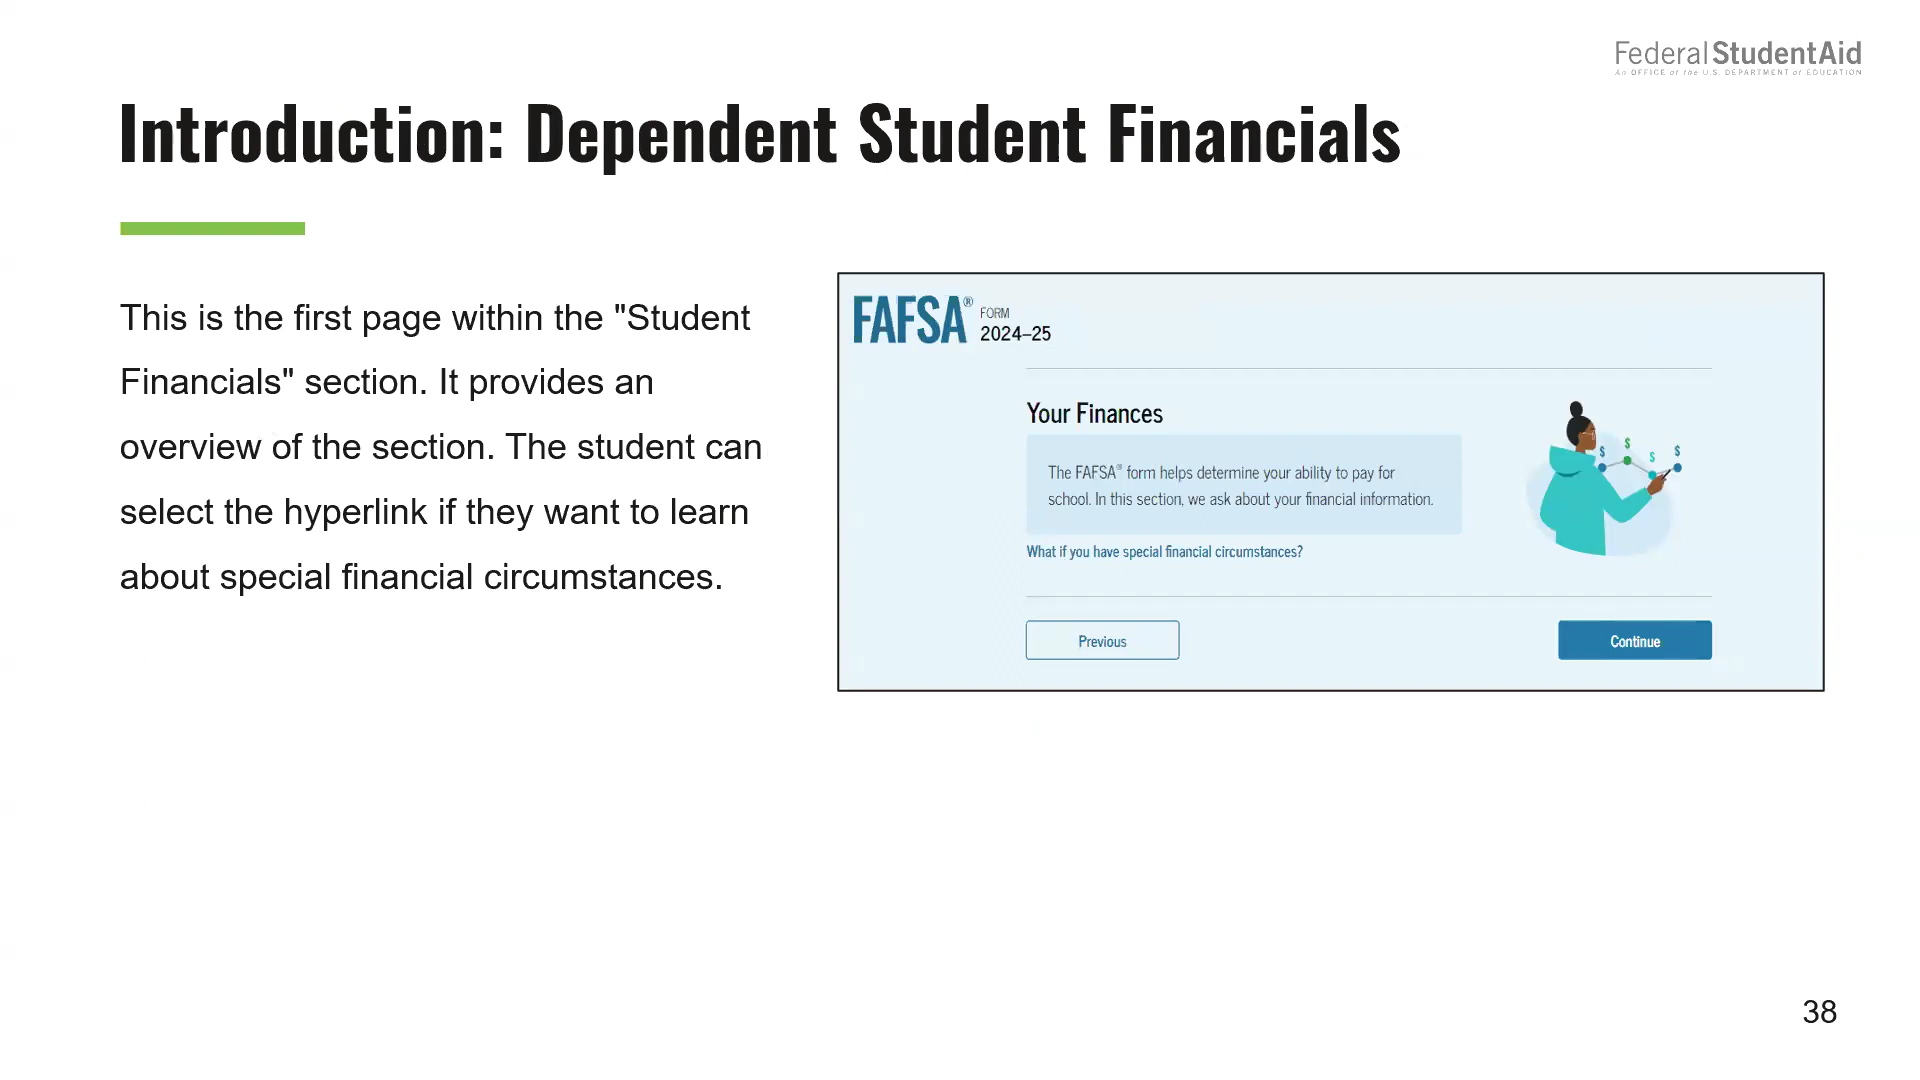 Federal StudentAid
An OFFICE of the U.S. DEPARTMENT of EDUCATION
Introduction: Dependent Student Financials
This is the first page within the "Student
Financials" section. It provides an
overview of the section. The student can
select the hyperlink if they want to learn
about special financial circumstances.
FAFSA®
FORM
2024–25
Your Finances
The FAFSA® form helps determine your ability to pay for
school. In this section, we ask about your financial information.
What if you have special financial circumstances?
$ $ $ $
Previous
Continue
38